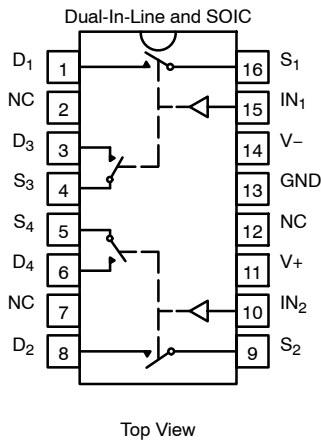 Dual-In-Line and SOIC
D1 1 16 S1
NC 2 15 IN1
D3 3 14 V−
S3 4 13 GND
S4 5 12 NC
D4 6 11 V+
NC 7 10 IN2
D2 8 9 S2
Top View